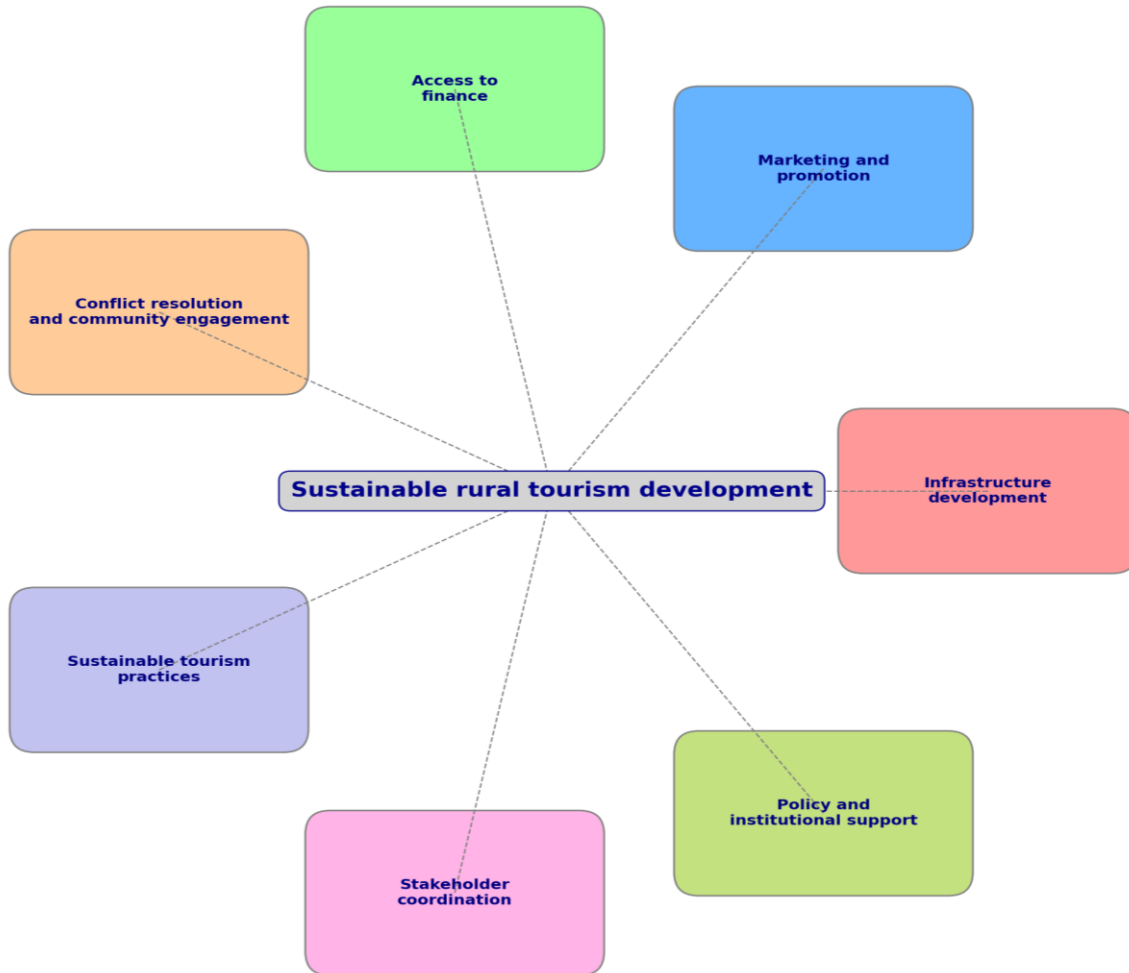 Access to
finance
Marketing and
promotion
Conflict resolution
and community engagement
Sustainable rural tourism development
Infrastructure
development
Sustainable tourism
practices
Policy and
institutional support
Stakeholder
coordination